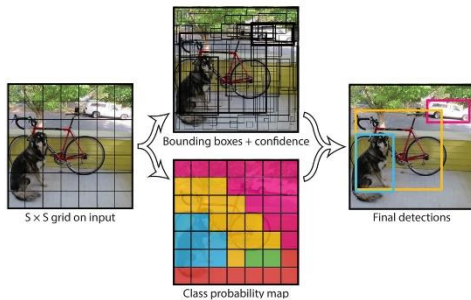 Bounding boxes + confidence
S × S grid on input
Final detections
Class probability map